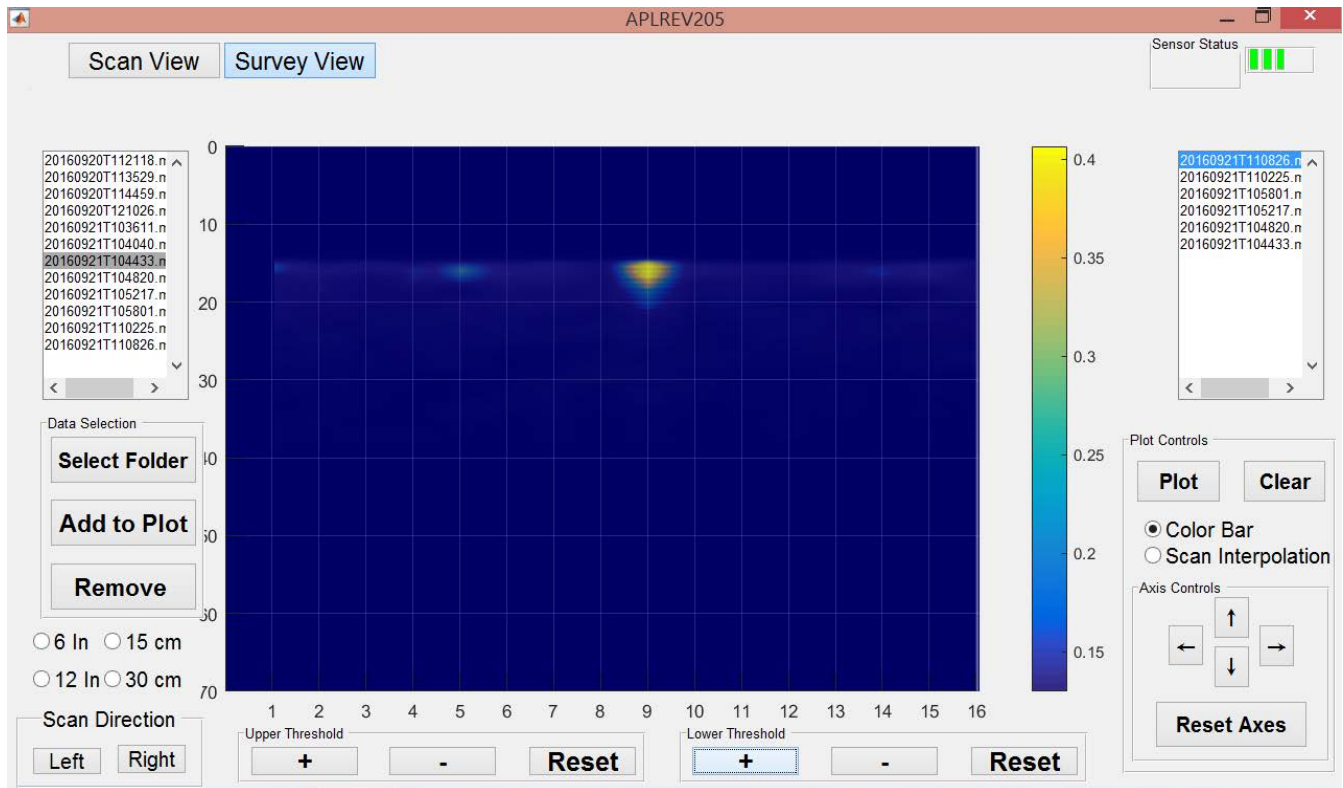 APLREV205
Scan View
Survey View
Sensor Status
20160920T112118.n
20160920T113529.n
20160920T114459.n
20160920T121026.n
20160921T103611.n
20160921T104040.n
20160921T104433.n
20160921T104820.n
20160921T105217.n
20160921T105801.n
20160921T110225.n
20160921T110826.n
Data Selection
Select Folder
Add to Plot
Remove
6 In 15 cm
12 In 30 cm
Scan Direction
Left Right
0
10
20
30
40
50
60
70
1 2 3 4 5 6 7 8 9 10 11 12 13 14 15 16
0.4
0.35
0.3
0.25
0.2
0.15
Upper Threshold
+ - Reset
Lower Threshold
+ - Reset
20160921T110826.n
20160921T110225.n
20160921T105801.n
20160921T105217.n
20160921T104820.n
20160921T104433.n
Plot Controls
Plot Clear
Color Bar
Scan Interpolation
Axis Controls
↑
← →
↓
Reset Axes